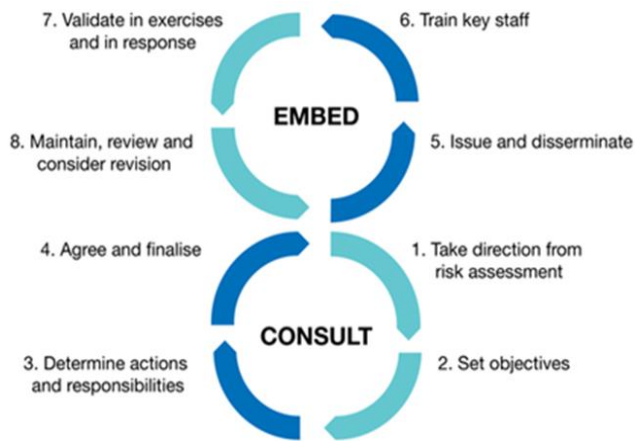 7. Validate in exercises
and in response
6. Train key staff
EMBED
8. Maintain, review and
consider revision
5. Issue and disserminate
4. Agree and finalise
1. Take direction from
risk assessment
CONSULT
3. Determine actions
and responsibilities
2. Set objectives